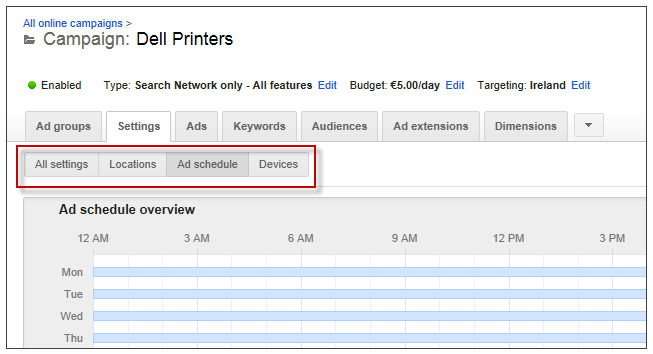 All online campaigns >
Campaign: Dell Printers
Enabled Type: Search Network only - All features Edit Budget: €5.00/day Edit Targeting: Ireland Edit
Ad groups Settings Ads Keywords Audiences Ad extensions Dimensions
All settings Locations Ad schedule Devices
Ad schedule overview
12 AM 3 AM 6 AM 9 AM 12 PM 3 PM
Mon
Tue
Wed
Thu